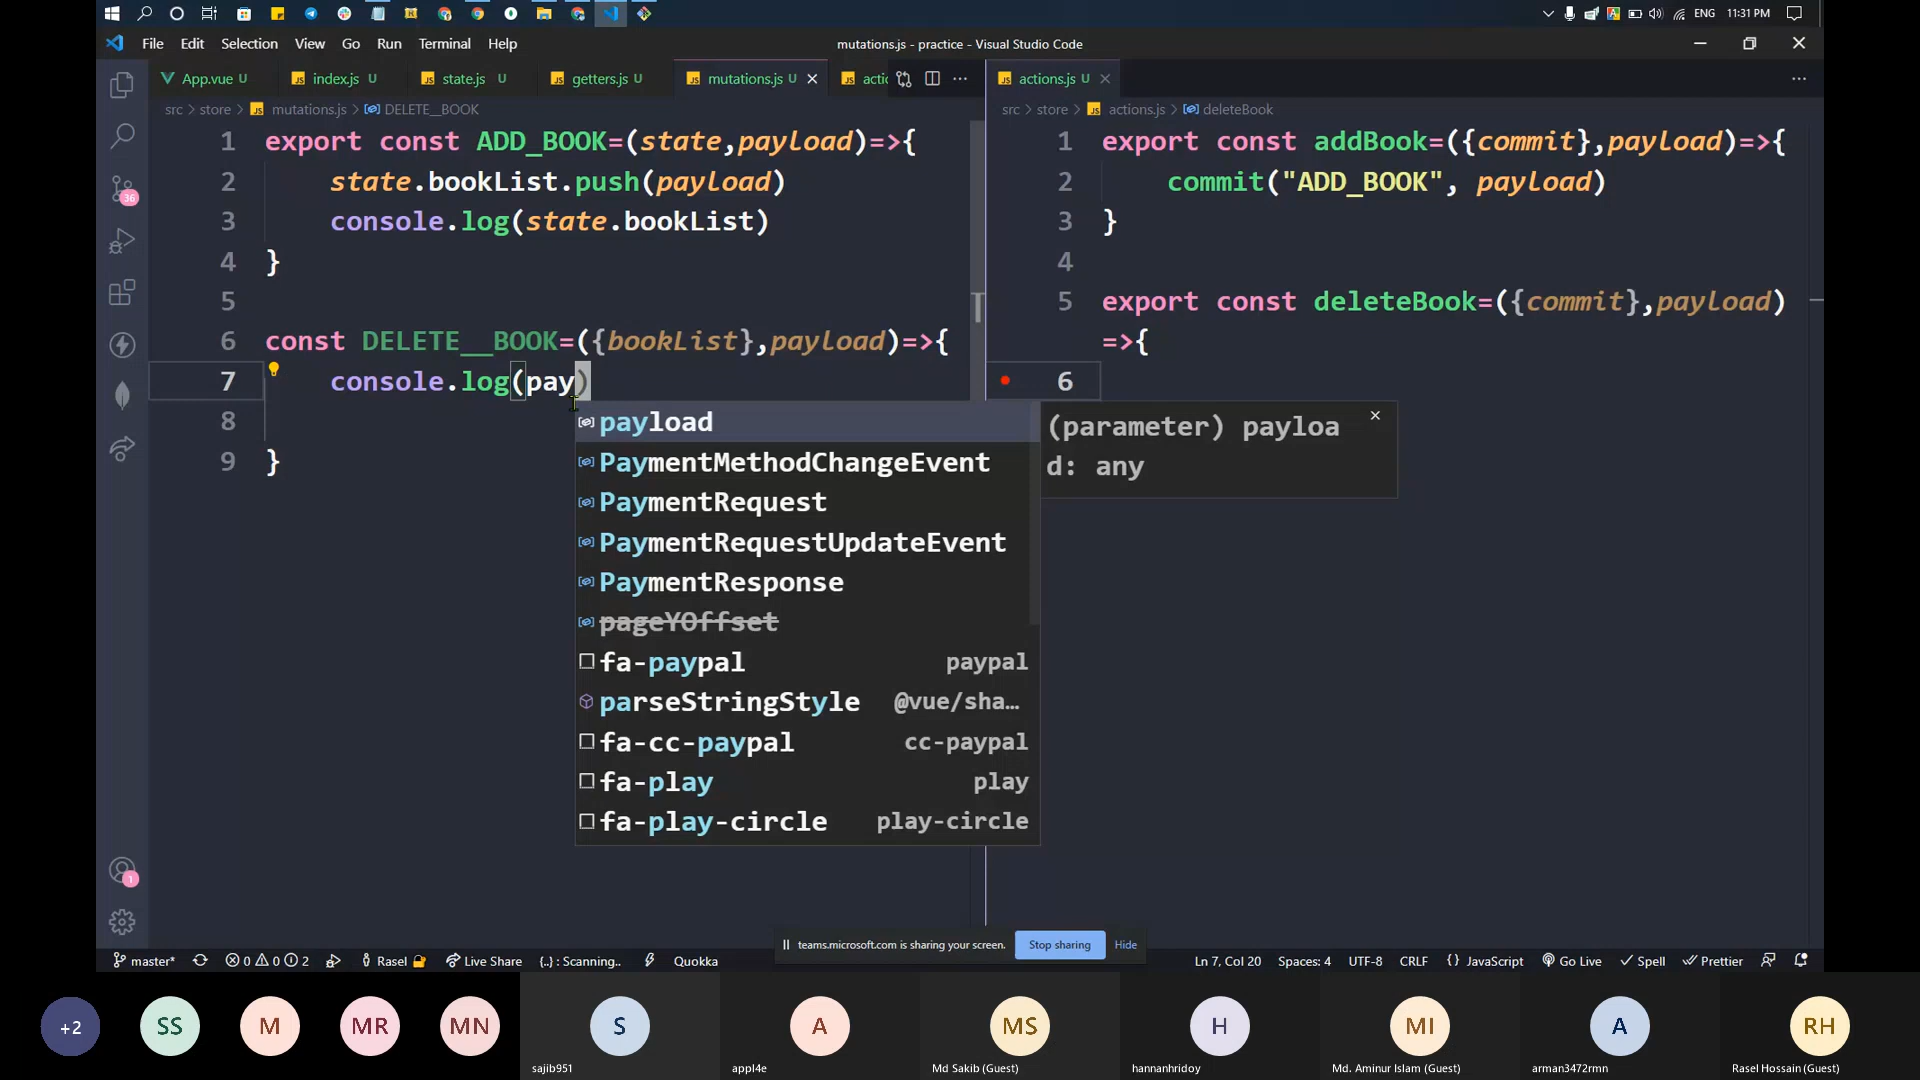 ENG 11:31 PM
File Edit Selection View Go Run Terminal Help
mutations.js - practice - Visual Studio Code
App.vue U
index.js U
state.js U
getters.js U
mutations.js U
actic
actions.js U
src > store > mutations.js > DELETE__BOOK
1 export const ADD_BOOK=(state,payload)=>{
2 state.bookList.push(payload)
3 console.log(state.bookList)
4 }
5
6 const DELETE__BOOK=({bookList},payload)=>{
7 console.log(pay)
8
9 }
payload
PaymentMethodChangeEvent
PaymentRequest
PaymentRequestUpdateEvent
PaymentResponse
pageYOffset
fa-paypal paypal
parseStringStyle @vue/sha…
fa-cc-paypal cc-paypal
fa-play play
fa-play-circle play-circle
(parameter) payloa
d: any
src > store > actions.js > deleteBook
1 export const addBook=({commit},payload)=>{
2 commit("ADD_BOOK", payload)
3 }
4
5 export const deleteBook=({commit},payload)
=>{
6
36
1
teams.microsoft.com is sharing your screen. Stop sharing Hide
master* 0 0 2 Rasel Live Share {..} : Scanning.. Quokka
Ln 7, Col 20 Spaces: 4 UTF-8 CRLF {} JavaScript Go Live Spell Prettier
+2 SS M MR MN S A MS H MI A RH
sajib951
appl4e
Md Sakib (Guest)
hannanhridoy
Md. Aminur Islam (Guest)
arman3472rmn
Rasel Hossain (Guest)